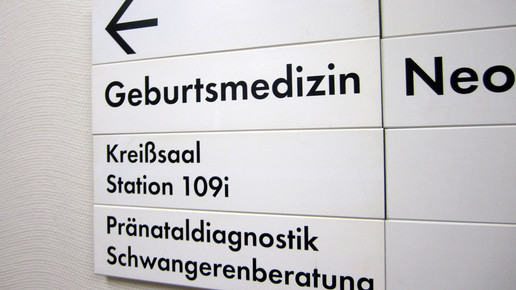 Geburtsmedizin
Neo
Kreißsaal
Station 109i
Pränataldiagnostik
Schwangerenberatung